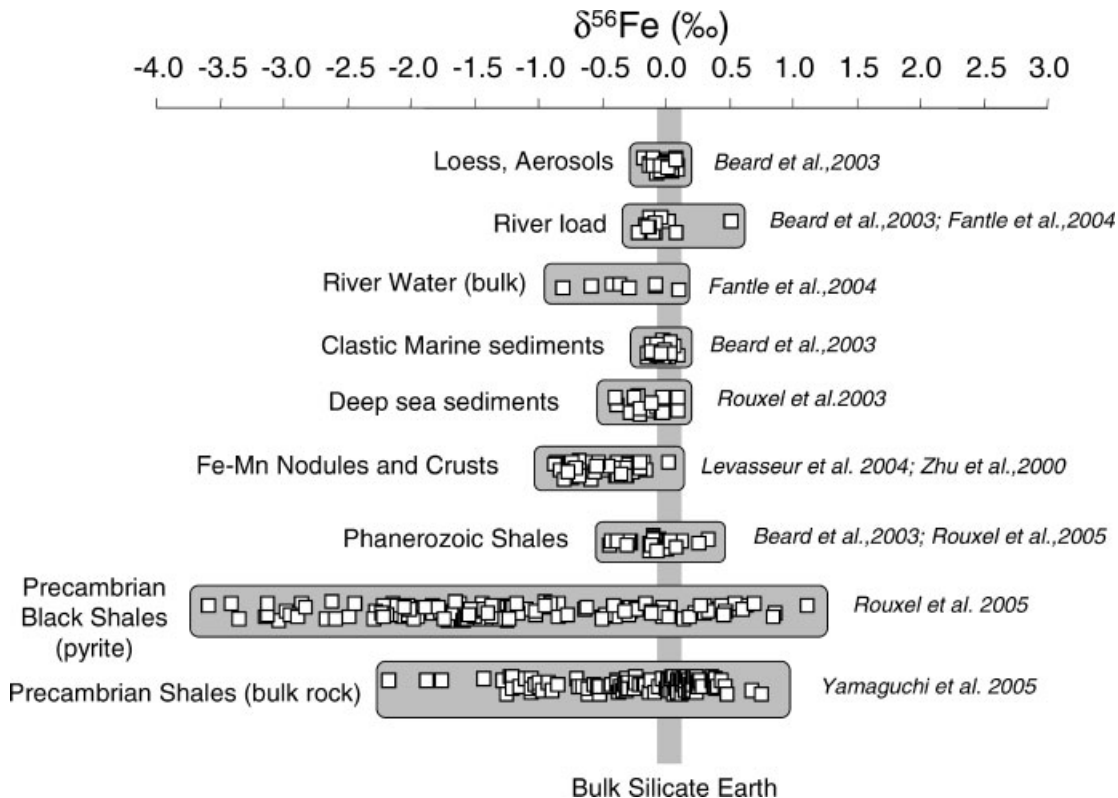 δ56Fe (‰)
-4.0 -3.5 -3.0 -2.5 -2.0 -1.5 -1.0 -0.5 0.0 0.5 1.0 1.5 2.0 2.5 3.0
Loess, Aerosols Beard et al.,2003
River load Beard et al.,2003; Fantle et al.,2004
River Water (bulk) Fantle et al.,2004
Clastic Marine sediments Beard et al.,2003
Deep sea sediments Rouxel et al.2003
Fe-Mn Nodules and Crusts Levasseur et al. 2004; Zhu et al.,2000
Phanerozoic Shales Beard et al.,2003; Rouxel et al.,2005
Precambrian
Black Shales Rouxel et al. 2005
(pyrite)
Precambrian Shales (bulk rock) Yamaguchi et al. 2005
Bulk Silicate Earth